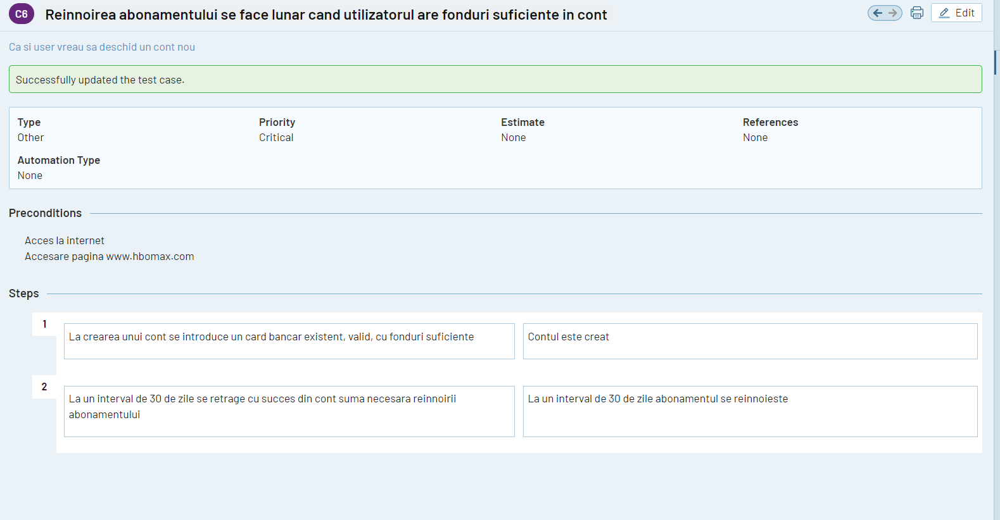 C6 Reinnoirea abonamentului se face lunar cand utilizatorul are fonduri suficiente in cont Edit
Ca si user vreau sa deschid un cont nou
Successfully updated the test case.
Type Priority Estimate References
Other Critical None None
Automation Type
None
Preconditions
Acces la internet
Accesare pagina www.hbomax.com
Steps
1
La crearea unui cont se introduce un card bancar existent, valid, cu fonduri suficiente Contul este creat
2
La un interval de 30 de zile se retrage cu succes din cont suma necesara reinnoirii La un interval de 30 de zile abonamentul se reinnoieste
abonamentului